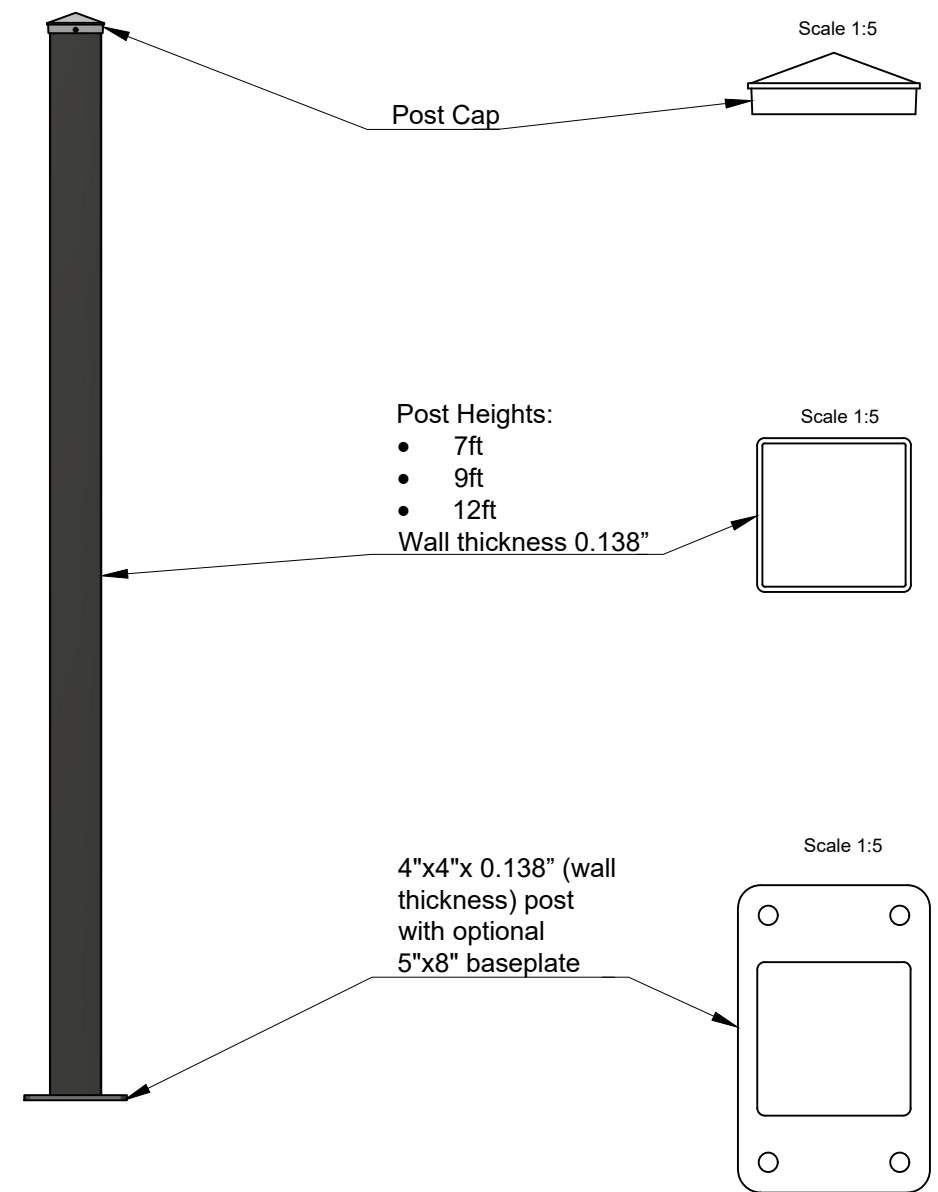 Scale 1:5
Post Cap
Post Heights:
• 7ft
• 9ft
• 12ft
Wall thickness 0.138”
Scale 1:5
4"x4"x 0.138” (wall
thickness) post
with optional
5"x8" baseplate
Scale 1:5